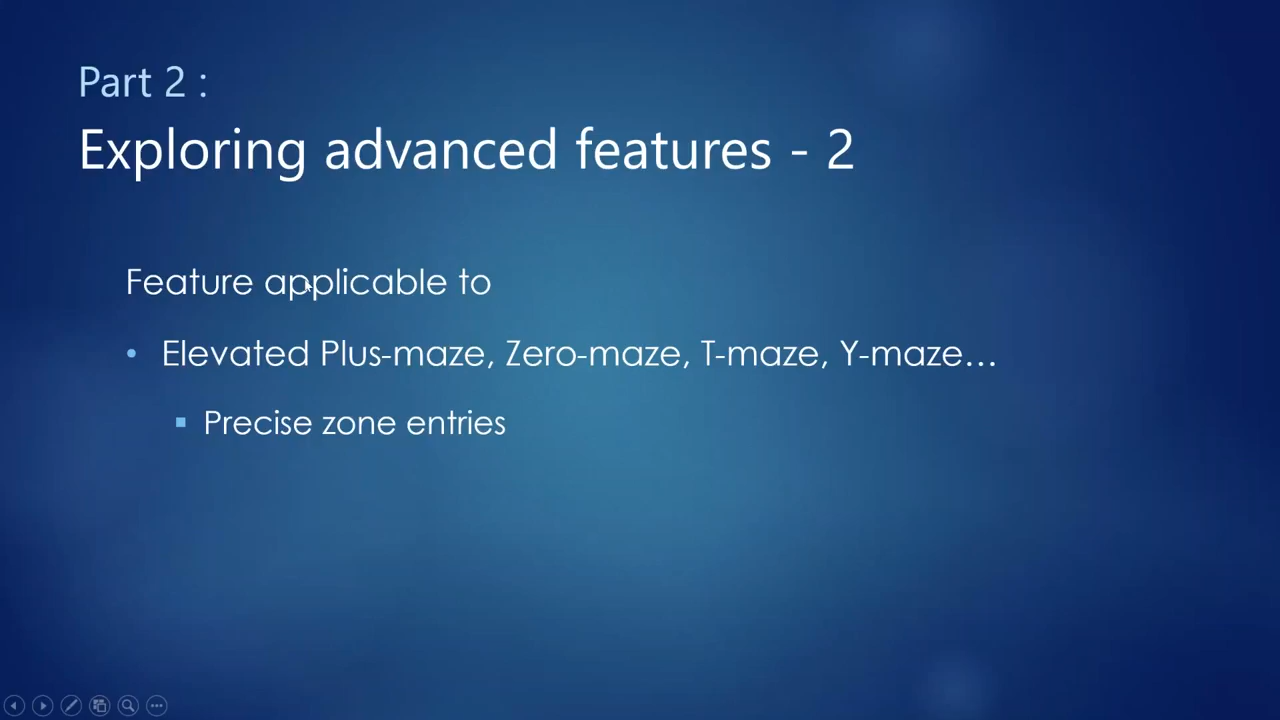 Part 2 :
Exploring advanced features - 2
Feature applicable to
• Elevated Plus-maze, Zero-maze, T-maze, Y-maze...
▪ Precise zone entries